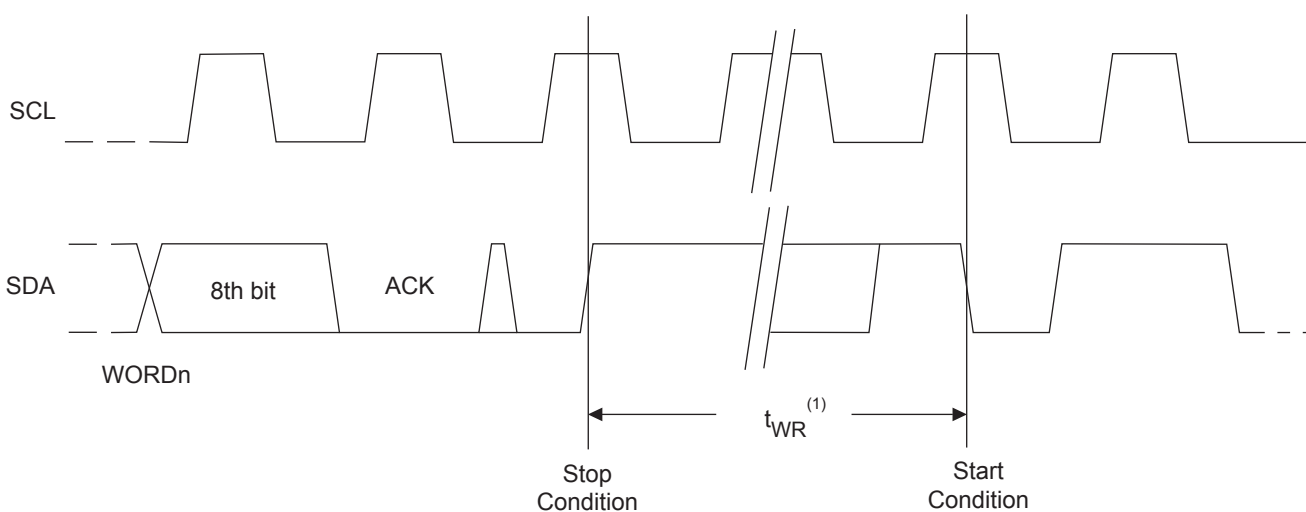 SCL
SDA
8th bit
ACK
WORDn
tWR(1)
Stop
Condition
Start
Condition